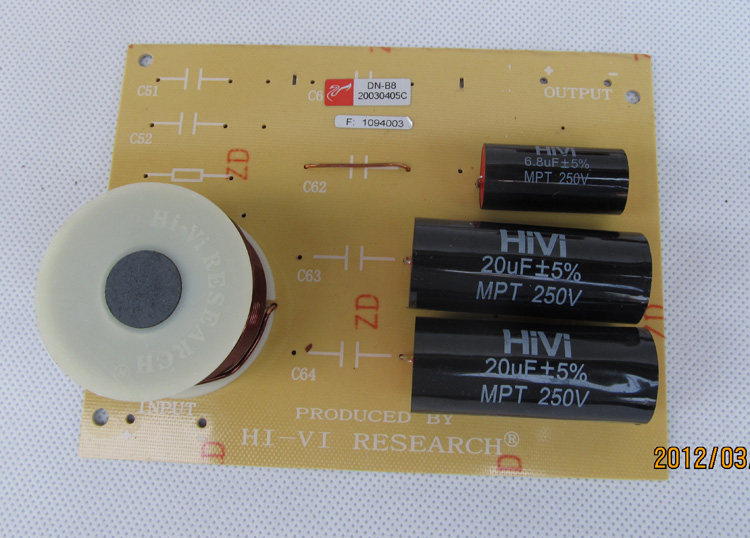 C51
C6
DN-B8
20030405C
+
-
OUTPUT
F: 1094003
C52
ZD
C62
HiVi
6.8uF±5%
MPT 250V
Hi-Vi RESEARCH®
C63
HiVi
20uF±5%
MPT 250V
ZD
ZD
C64
HiVi
20uF±5%
MPT 250V
INPUT
PRODUCED BY
HI-VI RESEARCH®
D
D
2012/03